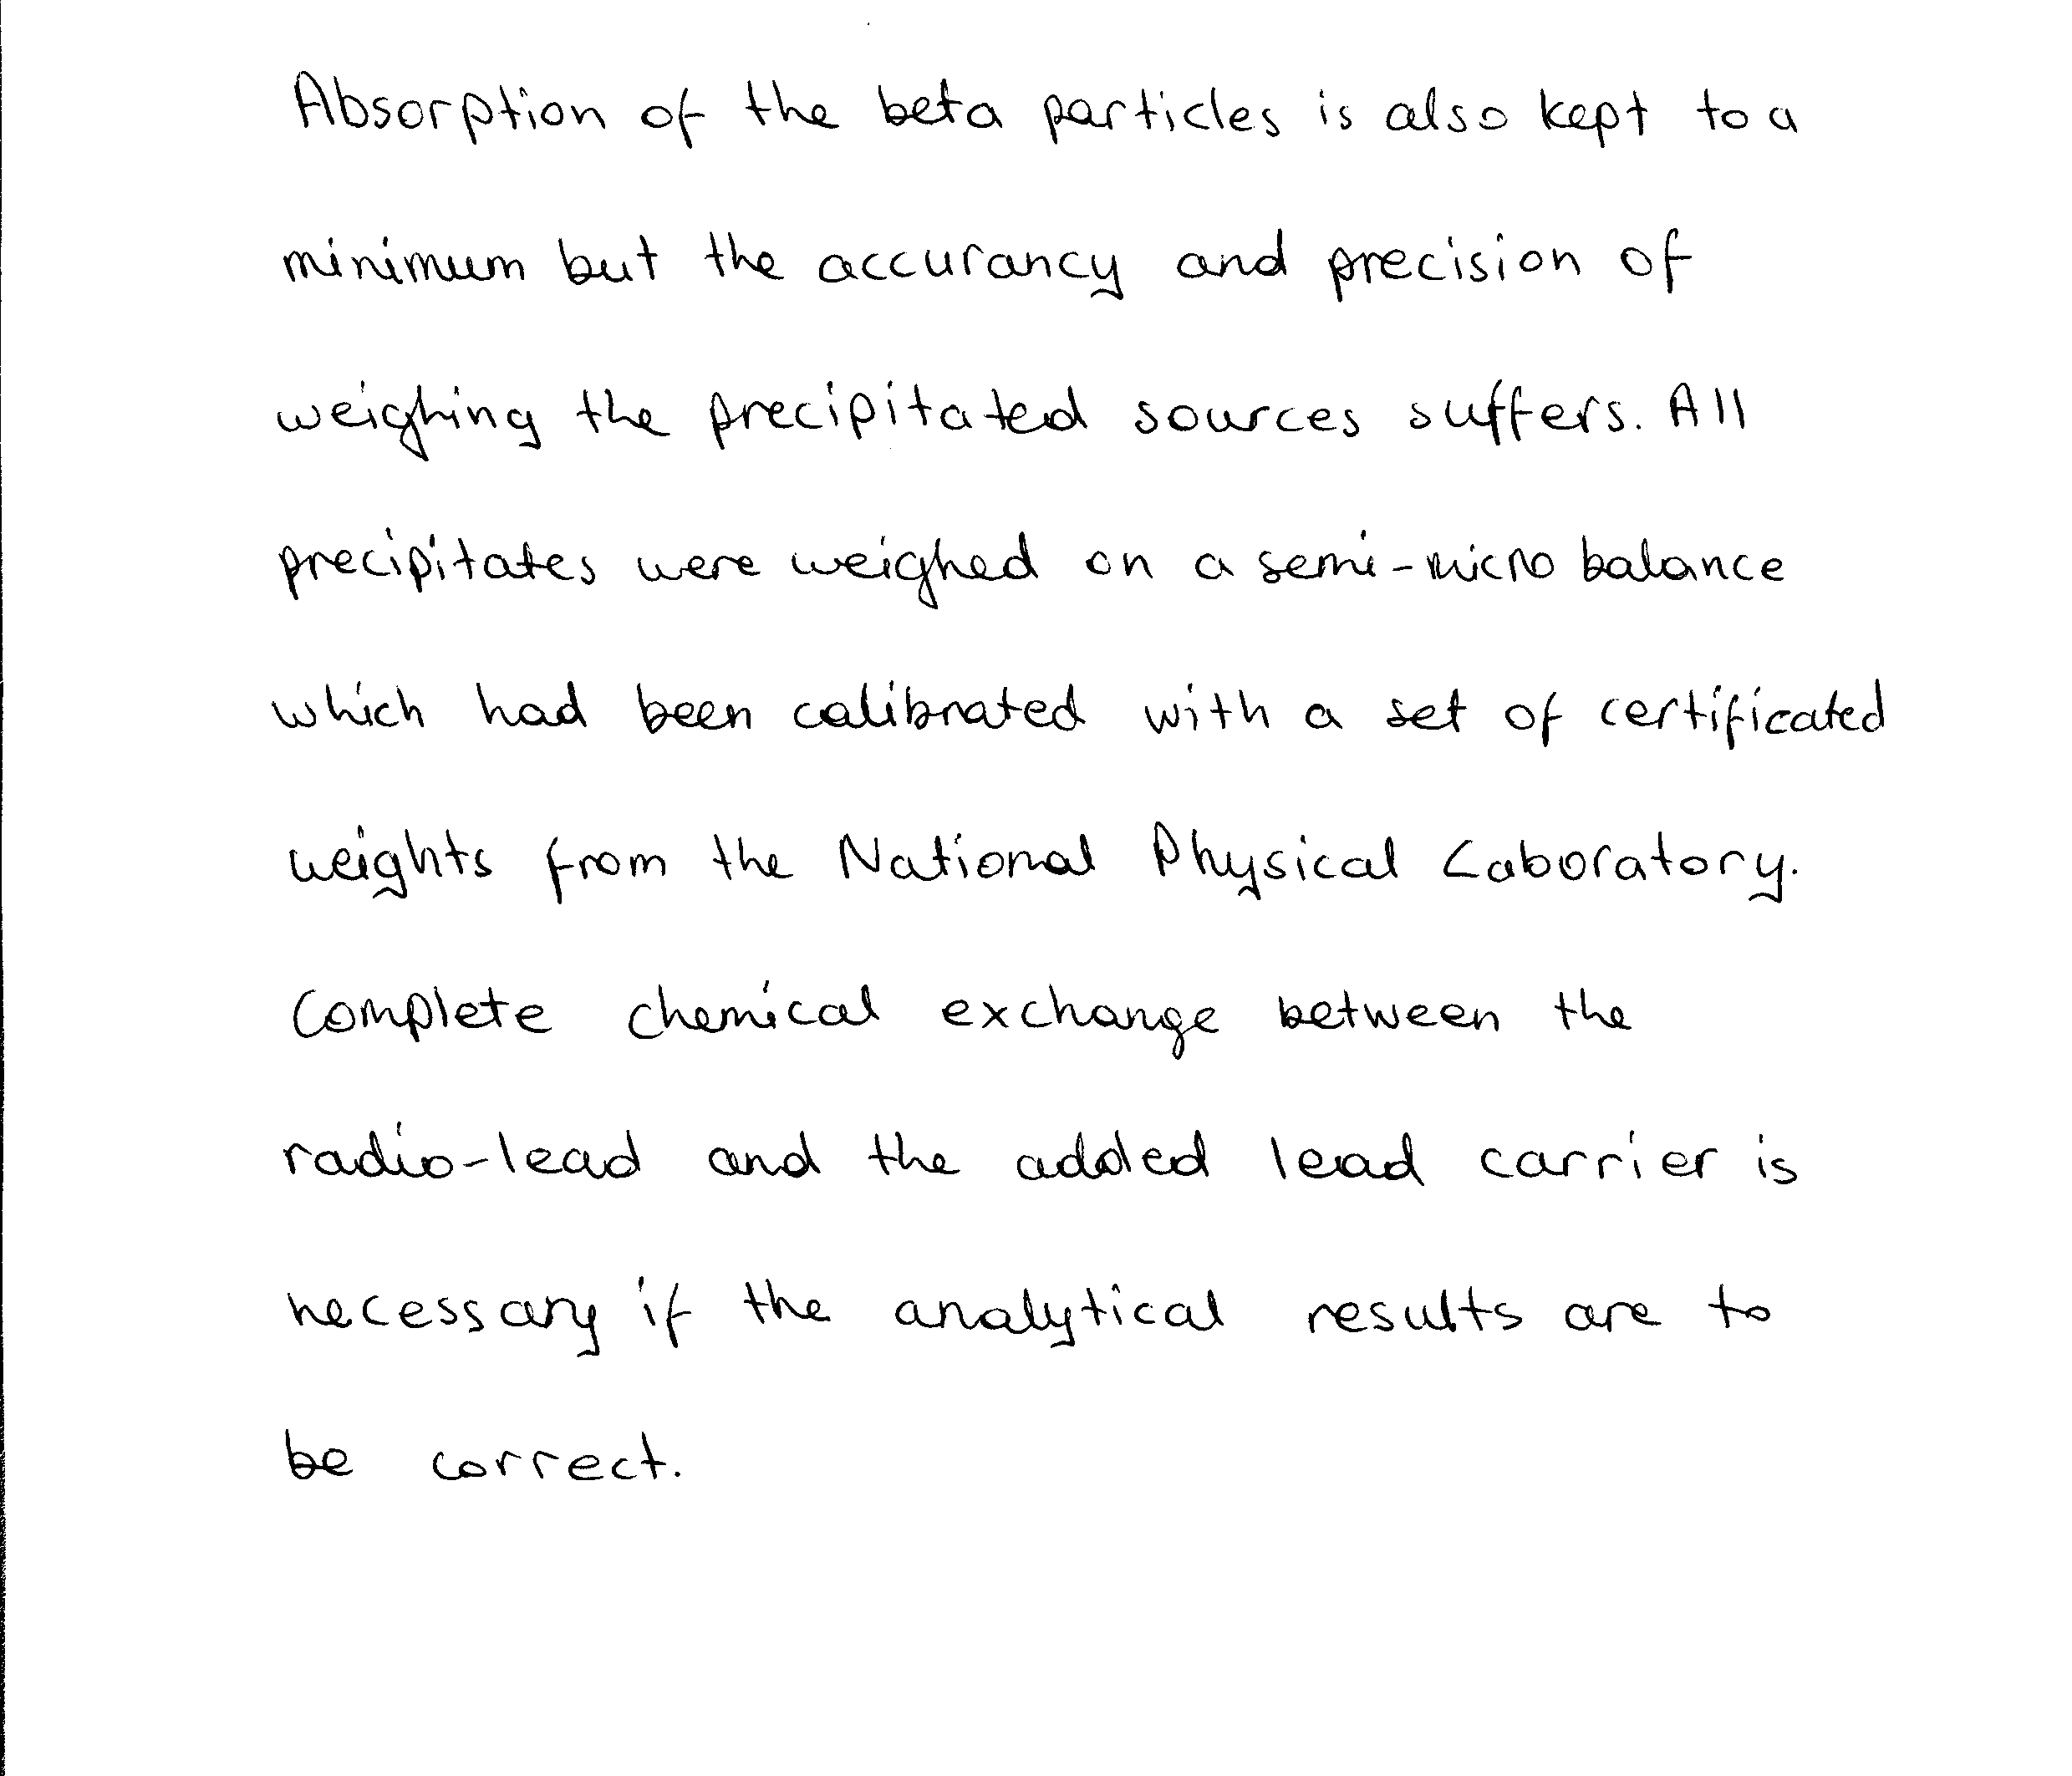 Absorption of the beta particles is also kept to a
minimum but the accurancy and precision of
weighing the precipitated sources suffers. All
precipitates were weighed on a semi-micro balance
which had been calibrated with a set of certificated
weights from the National Physical Laboratory.
Complete chemical exchange between the
radio-lead and the added lead carrier is
necessary if the analytical results are to
be correct.